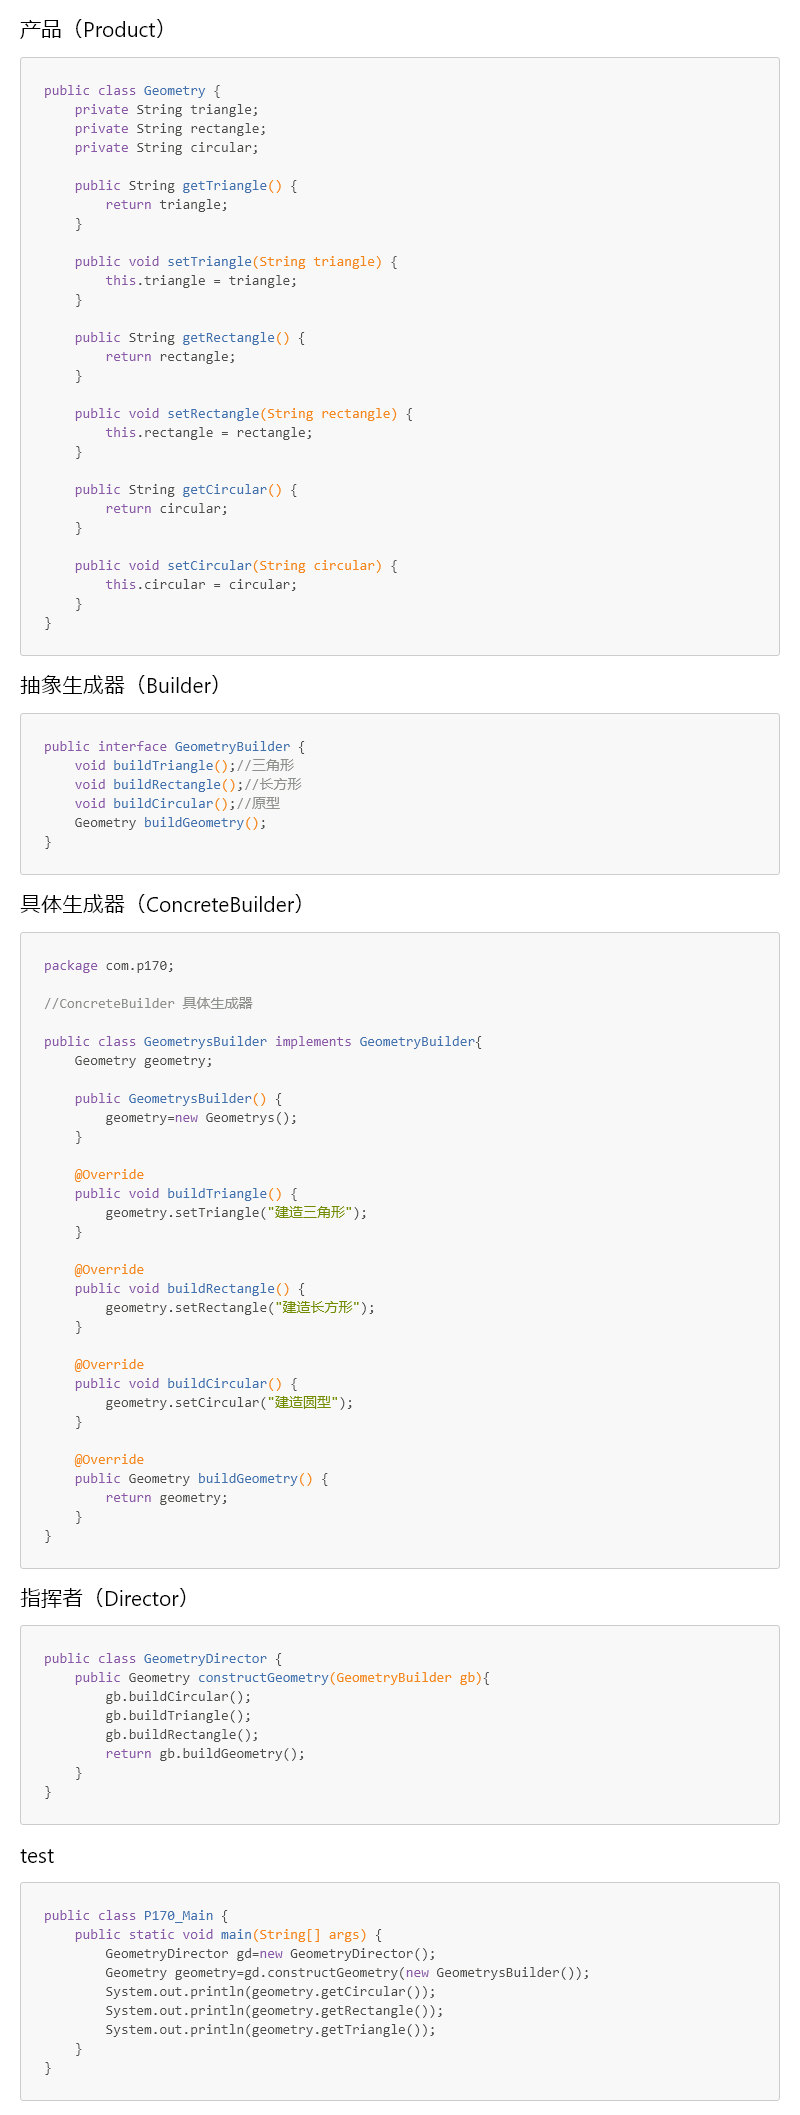 产品（Product）
public class Geometry {
    private String triangle;
    private String rectangle;
    private String circular;

    public String getTriangle() {
        return triangle;
    }

    public void setTriangle(String triangle) {
        this.triangle = triangle;
    }

    public String getRectangle() {
        return rectangle;
    }

    public void setRectangle(String rectangle) {
        this.rectangle = rectangle;
    }

    public String getCircular() {
        return circular;
    }

    public void setCircular(String circular) {
        this.circular = circular;
    }
}
抽象生成器（Builder）
public interface GeometryBuilder {
    void buildTriangle();//三角形
    void buildRectangle();//长方形
    void buildCircular();//原型
    Geometry buildGeometry();
}
具体生成器（ConcreteBuilder）
package com.p170;

//ConcreteBuilder 具体生成器

public class GeometrysBuilder implements GeometryBuilder{
    Geometry geometry;

    public GeometrysBuilder() {
        geometry=new Geometrys();
    }

    @Override
    public void buildTriangle() {
        geometry.setTriangle("建造三角形");
    }

    @Override
    public void buildRectangle() {
        geometry.setRectangle("建造长方形");
    }

    @Override
    public void buildCircular() {
        geometry.setCircular("建造圆型");
    }

    @Override
    public Geometry buildGeometry() {
        return geometry;
    }
}
指挥者（Director）
public class GeometryDirector {
    public Geometry constructGeometry(GeometryBuilder gb){
        gb.buildCircular();
        gb.buildTriangle();
        gb.buildRectangle();
        return gb.buildGeometry();
    }
}
test
public class P170_Main {
    public static void main(String[] args) {
        GeometryDirector gd=new GeometryDirector();
        Geometry geometry=gd.constructGeometry(new GeometrysBuilder());
        System.out.println(geometry.getCircular());
        System.out.println(geometry.getRectangle());
        System.out.println(geometry.getTriangle());
    }
}